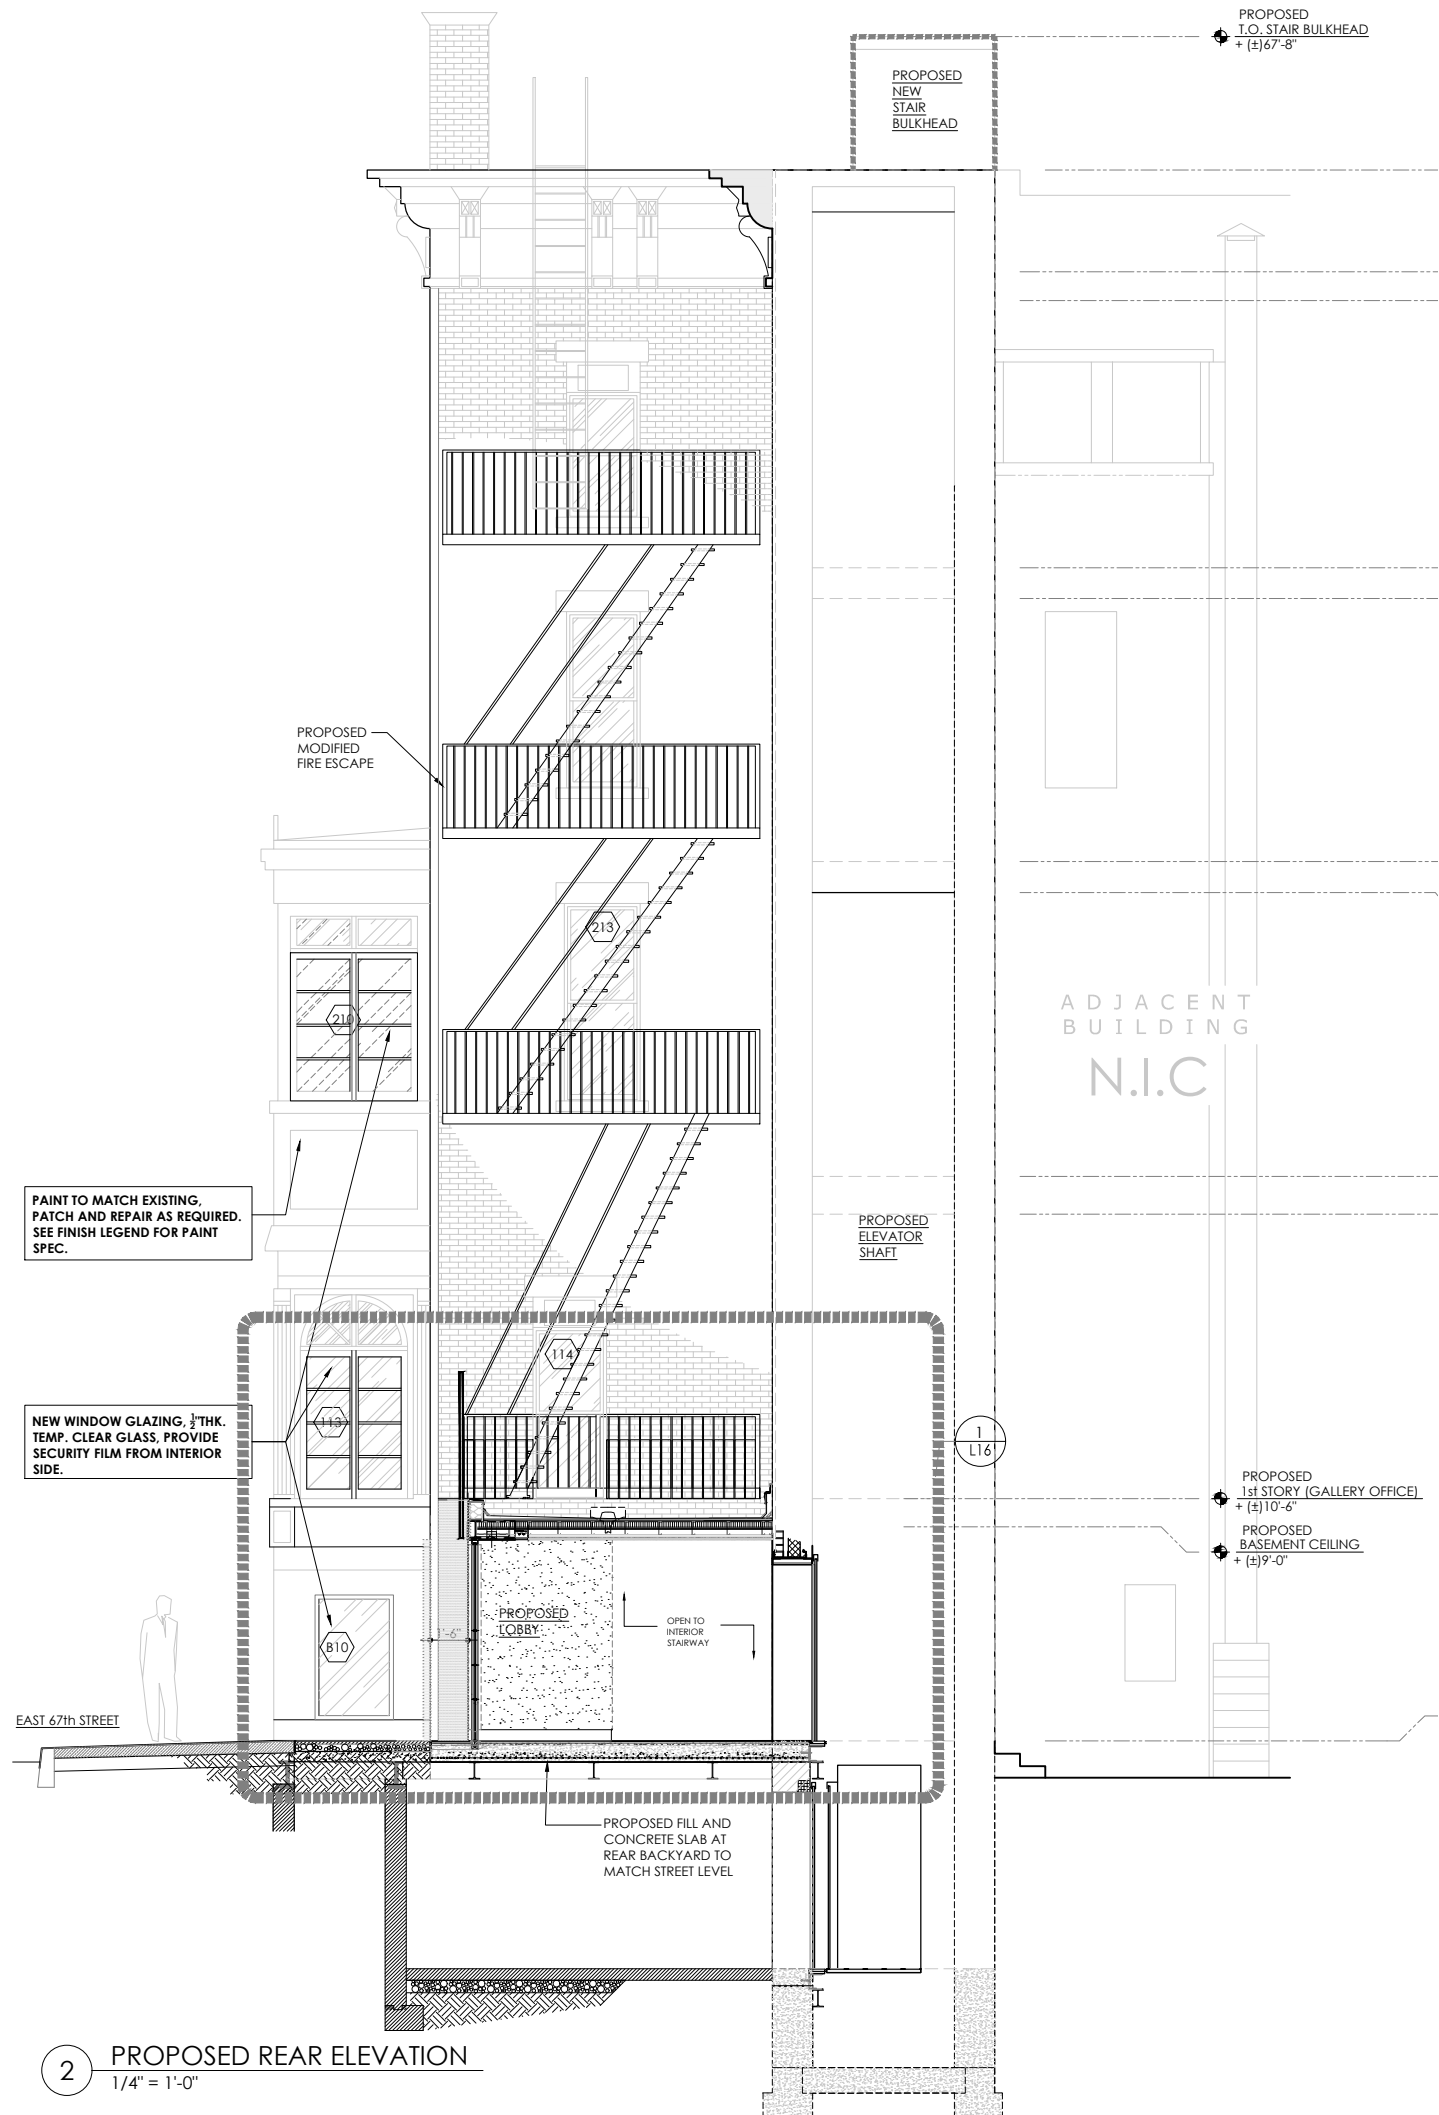 PROPOSED
T.O. STAIR BULKHEAD
+ (±)67'-8"
PROPOSED
NEW
STAIR
BULKHEAD
PROPOSED
MODIFIED
FIRE ESCAPE
213
210
ADJACENT
BUILDING
N.I.C
PAINT TO MATCH EXISTING,
PATCH AND REPAIR AS REQUIRED.
SEE FINISH LEGEND FOR PAINT
SPEC.
PROPOSED
ELEVATOR
SHAFT
114
113
NEW WINDOW GLAZING, ½"THK.
TEMP. CLEAR GLASS, PROVIDE
SECURITY FILM FROM INTERIOR
SIDE.
1
L16
PROPOSED
1st STORY (GALLERY OFFICE)
+ (±)10'-6"
PROPOSED
BASEMENT CEILING
+ (±)9'-0"
PROPOSED
LOBBY
OPEN TO
INTERIOR
STAIRWAY
1'-6"
B10
EAST 67th STREET
PROPOSED FILL AND
CONCRETE SLAB AT
REAR BACKYARD TO
MATCH STREET LEVEL
2 PROPOSED REAR ELEVATION
1/4" = 1'-0"